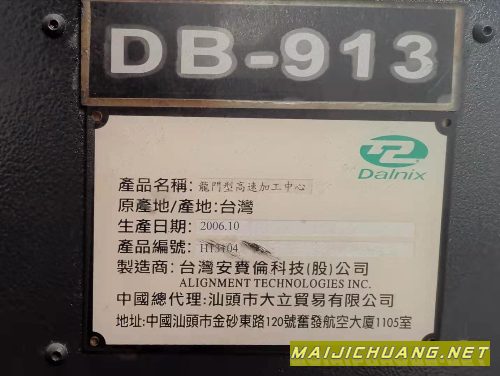 DB-913
Dalnix
產品名稱: 龍門型高速加工中心
原產地/產地:台灣
生產日期: 2006.10
產品編號: H13104
製造商: 台灣安賚倫科技(股)公司
ALIGNMENT TECHNOLOGIES INC.
中國總代理:汕頭市大立貿易有限公司
地址:中國汕頭市金砂東路120號奮發航空大廈1105室
MAIJICHUANG.NET